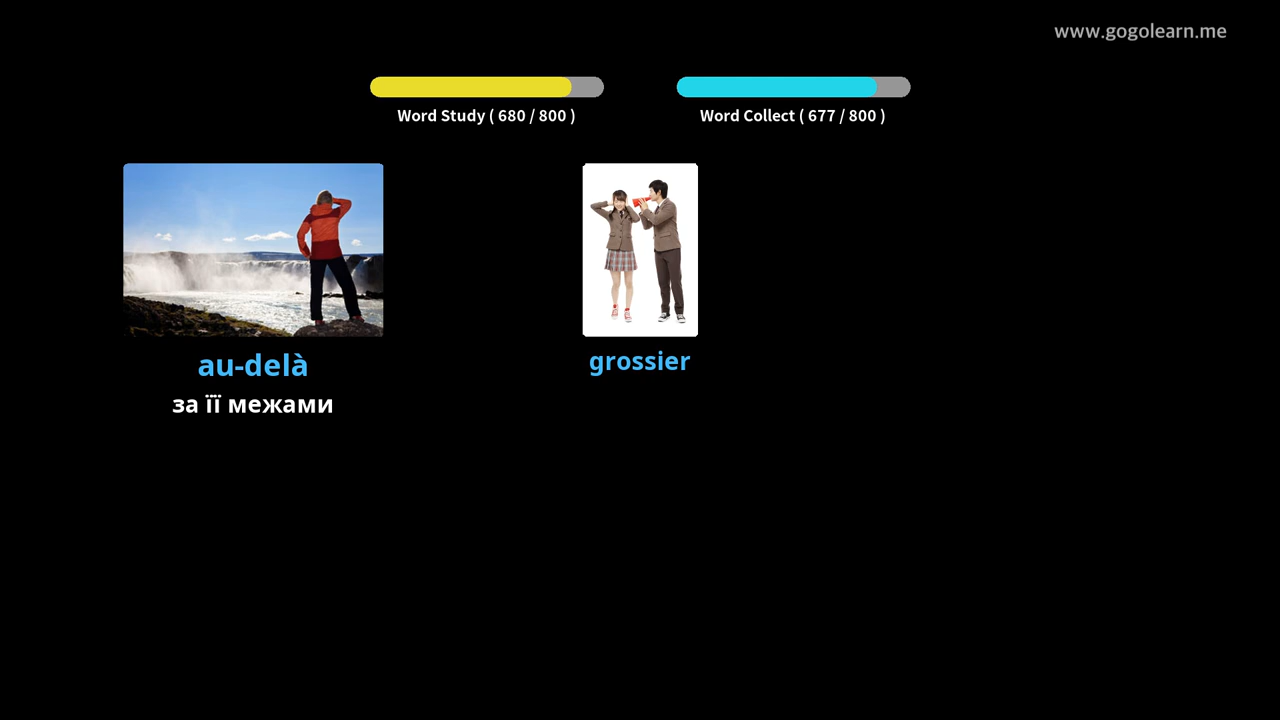 www.gogolearn.me
Word Study ( 680 / 800 )
Word Collect ( 677 / 800 )
au-delà
за її межами
grossier